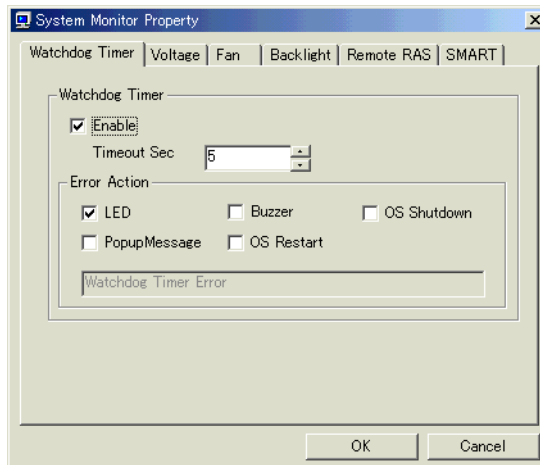 System Monitor Property
Watchdog Timer Voltage Fan Backlight Remote RAS SMART
Watchdog Timer
Enable
Timeout Sec 5
Error Action
LED Buzzer OS Shutdown
PopupMessage OS Restart
Watchdog Timer Error
OK Cancel